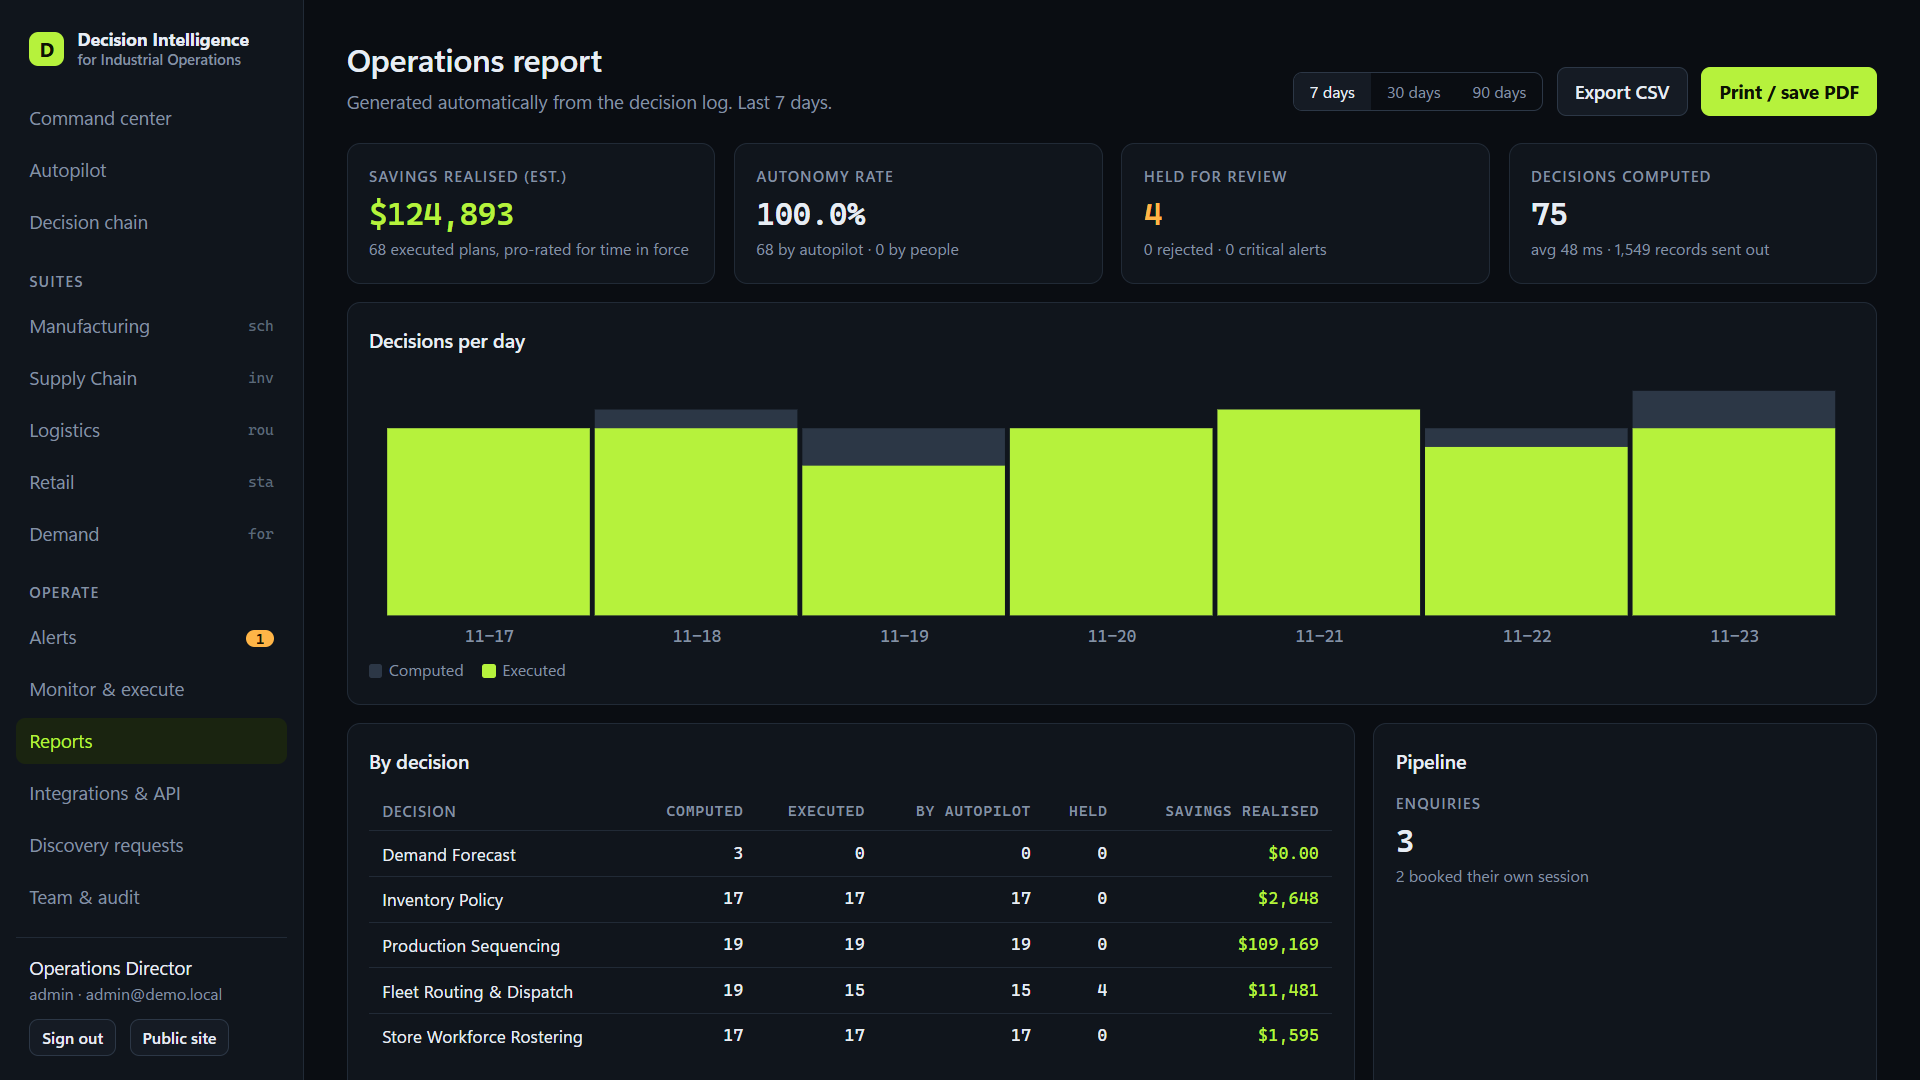 D
Decision Intelligence
for Industrial Operations
Command center
Autopilot
Decision chain
SUITES
Manufacturing sch
Supply Chain inv
Logistics rou
Retail sta
Demand for
OPERATE
Alerts 1
Monitor & execute
Reports
Integrations & API
Discovery requests
Team & audit
Operations Director
admin · admin@demo.local
Sign out Public site
Operations report
Generated automatically from the decision log. Last 7 days.
7 days 30 days 90 days Export CSV Print / save PDF
SAVINGS REALISED (EST.)
$124,893
68 executed plans, pro-rated for time in force
AUTONOMY RATE
100.0%
68 by autopilot · 0 by people
HELD FOR REVIEW
4
0 rejected · 0 critical alerts
DECISIONS COMPUTED
75
avg 48 ms · 1,549 records sent out
Decisions per day
11-17 11-18 11-19 11-20 11-21 11-22 11-23
Computed Executed
By decision
DECISION COMPUTED EXECUTED BY AUTOPILOT HELD SAVINGS REALISED
Demand Forecast 3 0 0 0 $0.00
Inventory Policy 17 17 17 0 $2,648
Production Sequencing 19 19 19 0 $109,169
Fleet Routing & Dispatch 19 15 15 4 $11,481
Store Workforce Rostering 17 17 17 0 $1,595
Pipeline
ENQUIRIES
3
2 booked their own session